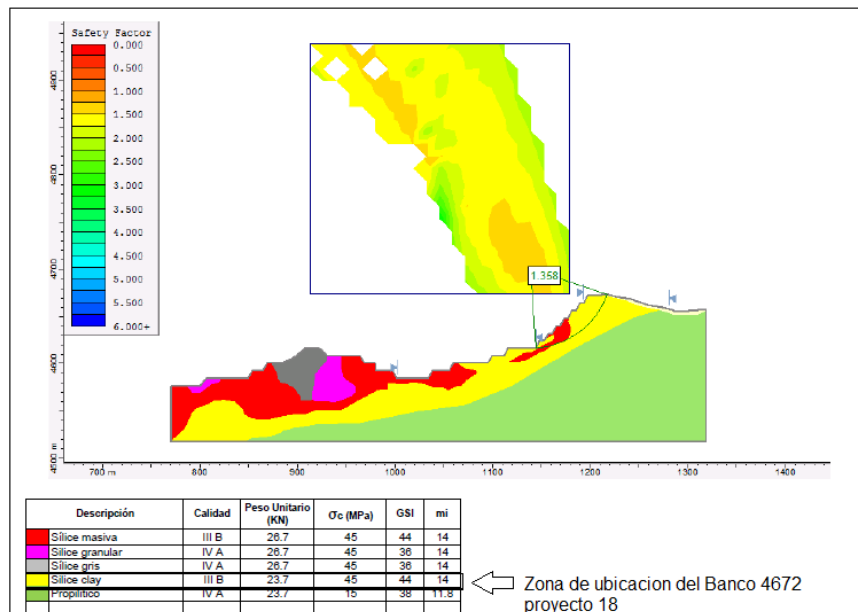 Safety Factor
0.000
0.500
1.000
1.500
2.000
2.500
3.000
3.500
4.000
4.500
5.000
5.500
6.000+
4900
4800
4700
4600
4500 m
1.358
700 m
800
900
1000
1100
1200
1300
1400
Descripción Calidad Peso Unitario (KN) σc (MPa) GSI mi
Sílice masiva III B 26.7 45 44 14
Silice granular IV A 26.7 45 36 14
Silice gris IV A 26.7 45 36 14
Silice clay III B 23.7 45 44 14
Propilitico IV A 23.7 15 38 11.8
Zona de ubicacion del Banco 4672
proyecto 18